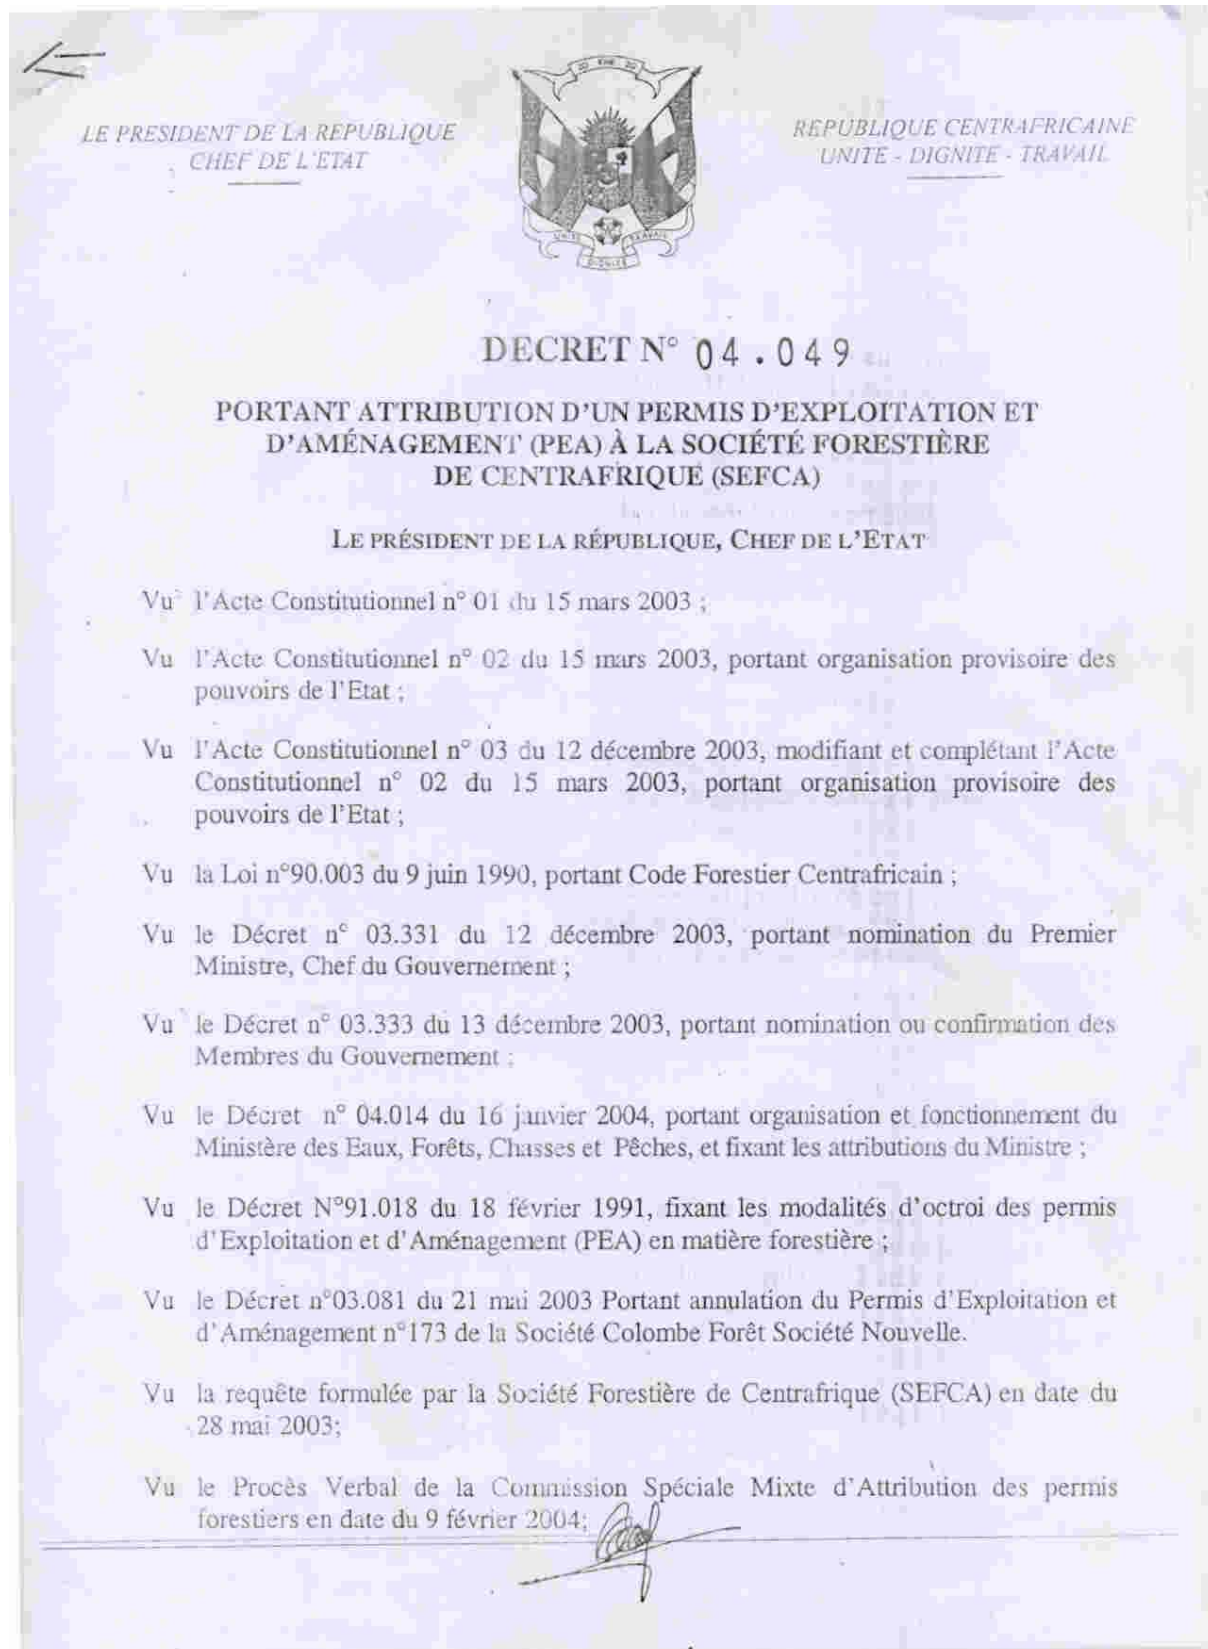 LE PRESIDENT DE LA REPUBLIQUE
CHEF DE L'ETAT
REPUBLIQUE CENTRAFRICAINE
UNITE - DIGNITE - TRAVAIL
UNITE
TRAVAIL
DIGNITE
DECRET N° 04.049
PORTANT ATTRIBUTION D'UN PERMIS D'EXPLOITATION ET
D'AMÉNAGEMENT (PEA) À LA SOCIÉTÉ FORESTIÈRE
DE CENTRAFRIQUE (SEFCA)
LE PRÉSIDENT DE LA RÉPUBLIQUE, CHEF DE L'ETAT
Vu l'Acte Constitutionnel n° 01 du 15 mars 2003 ;
Vu l'Acte Constitutionnel n° 02 du 15 mars 2003, portant organisation provisoire des
pouvoirs de l'Etat ;
Vu l'Acte Constitutionnel n° 03 du 12 décembre 2003, modifiant et complétant l'Acte
Constitutionnel n° 02 du 15 mars 2003, portant organisation provisoire des
pouvoirs de l'Etat ;
Vu la Loi n°90.003 du 9 juin 1990, portant Code Forestier Centrafricain ;
Vu le Décret n° 03.331 du 12 décembre 2003, portant nomination du Premier
Ministre, Chef du Gouvernement ;
Vu le Décret n° 03.333 du 13 décembre 2003, portant nomination ou confirmation des
Membres du Gouvernement ;
Vu le Décret n° 04.014 du 16 janvier 2004, portant organisation et fonctionnement du
Ministère des Eaux, Forêts, Chasses et Pêches, et fixant les attributions du Ministre ;
Vu le Décret N°91.018 du 18 février 1991, fixant les modalités d'octroi des permis
d'Exploitation et d'Aménagement (PEA) en matière forestière ;
Vu le Décret n°03.081 du 21 mai 2003 Portant annulation du Permis d'Exploitation et
d'Aménagement n°173 de la Société Colombe Forêt Société Nouvelle.
Vu la requête formulée par la Société Forestière de Centrafrique (SEFCA) en date du
28 mai 2003;
Vu le Procès Verbal de la Commission Spéciale Mixte d'Attribution des permis
forestiers en date du 9 février 2004;